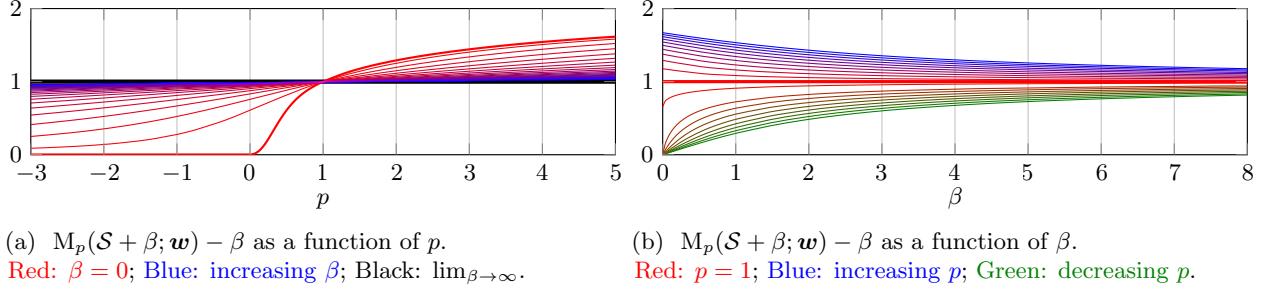 2
1
0
−3 −2 −1 0 1 2 3 4 5
p
2
1
0
0 1 2 3 4 5 6 7 8
β
(a) M_p(𝒮 + β; 𝒘) − β as a function of p.
Red: β = 0; Blue: increasing β; Black: lim_{β→∞}.
(b) M_p(𝒮 + β; 𝒘) − β as a function of β.
Red: p = 1; Blue: increasing p; Green: decreasing p.